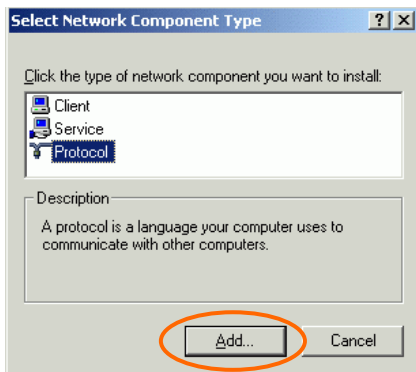 Select Network Component Type
Click the type of network component you want to install:
Client
Service
Protocol
Description
A protocol is a language your computer uses to
communicate with other computers.
Add... Cancel